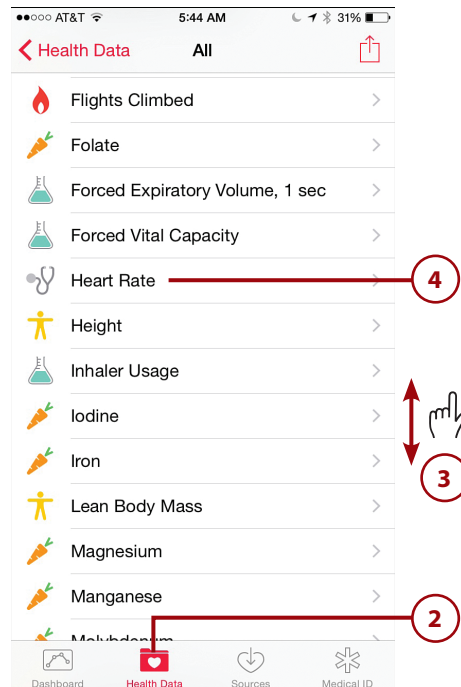 AT&T 5:44 AM 31%
Health Data All
Flights Climbed
Folate
Forced Expiratory Volume, 1 sec
Forced Vital Capacity
Heart Rate
4
Height
Inhaler Usage
Iodine
Iron
3
Lean Body Mass
Magnesium
Manganese
2
Molybdenum
Dashboard Health Data Sources Medical ID